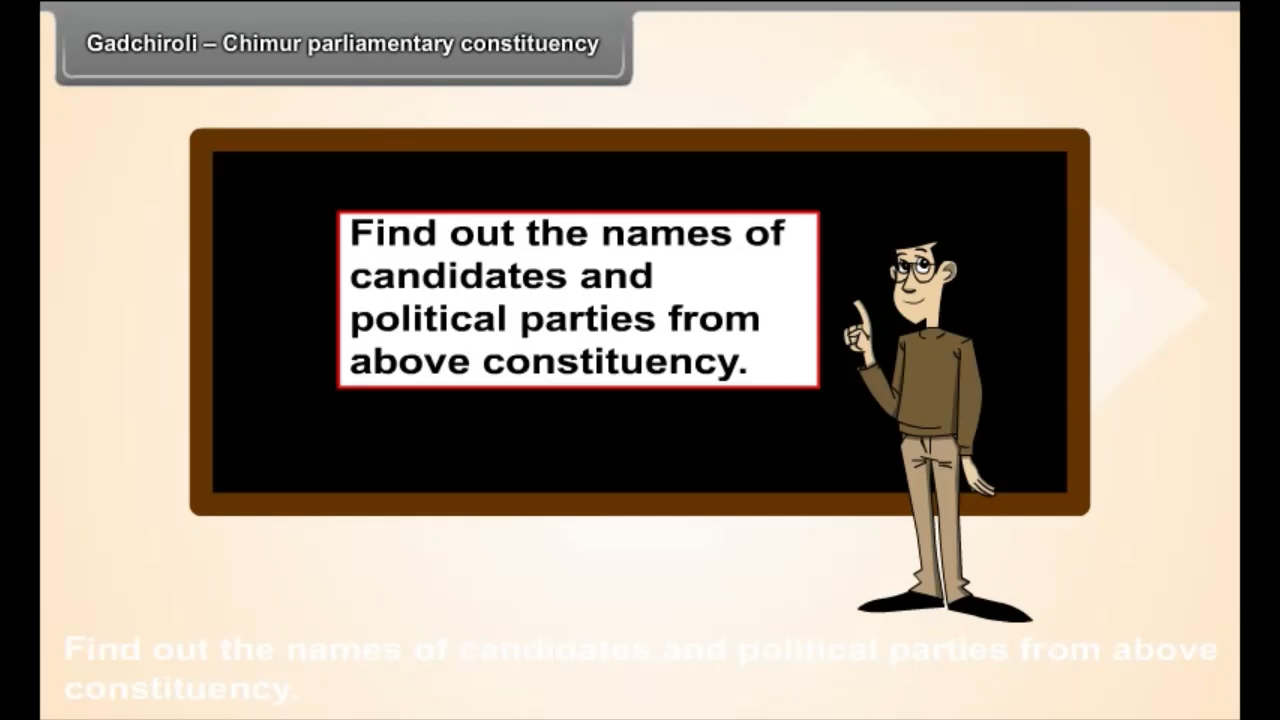 Gadchiroli – Chimur parliamentary constituency
Find out the names of
candidates and
political parties from
above constituency.
Find out the names of candidates and political parties from above
constituency.